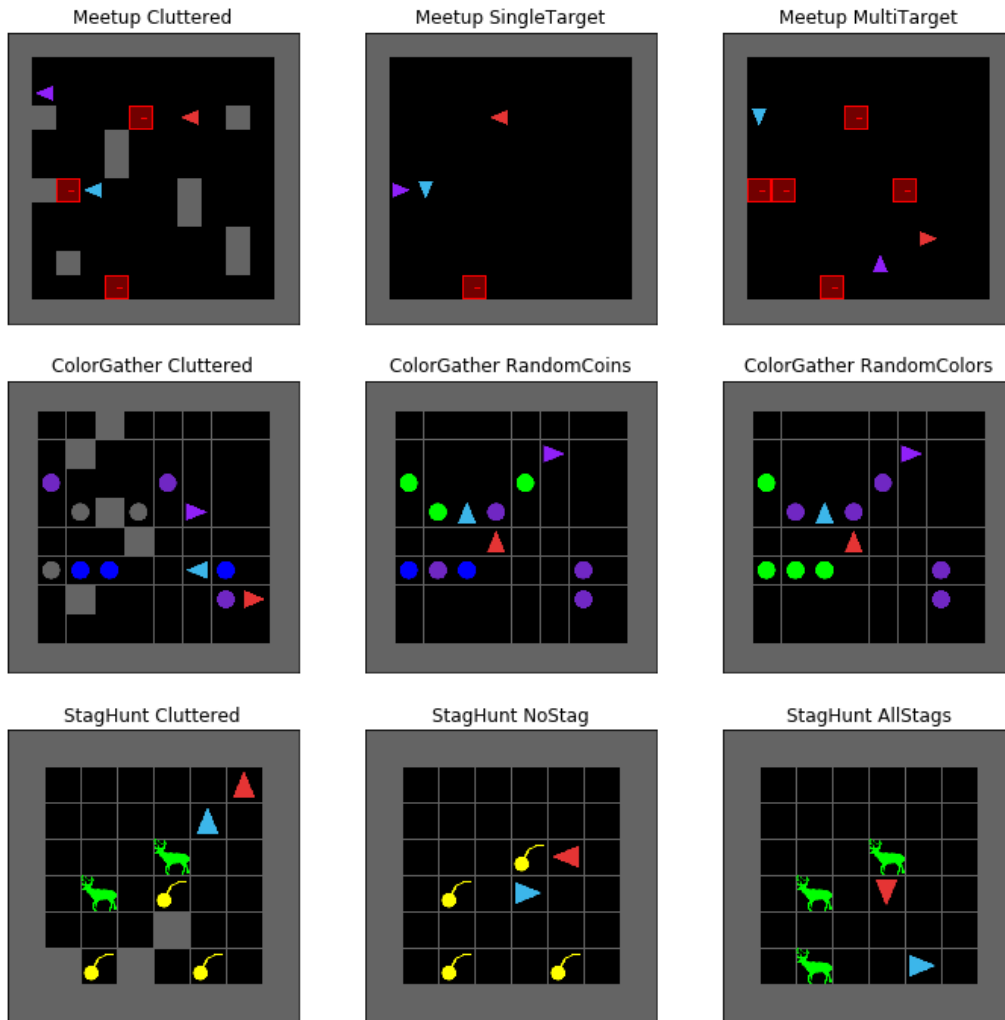 Meetup Cluttered
Meetup SingleTarget
Meetup MultiTarget
ColorGather Cluttered
ColorGather RandomCoins
ColorGather RandomColors
StagHunt Cluttered
StagHunt NoStag
StagHunt AllStags